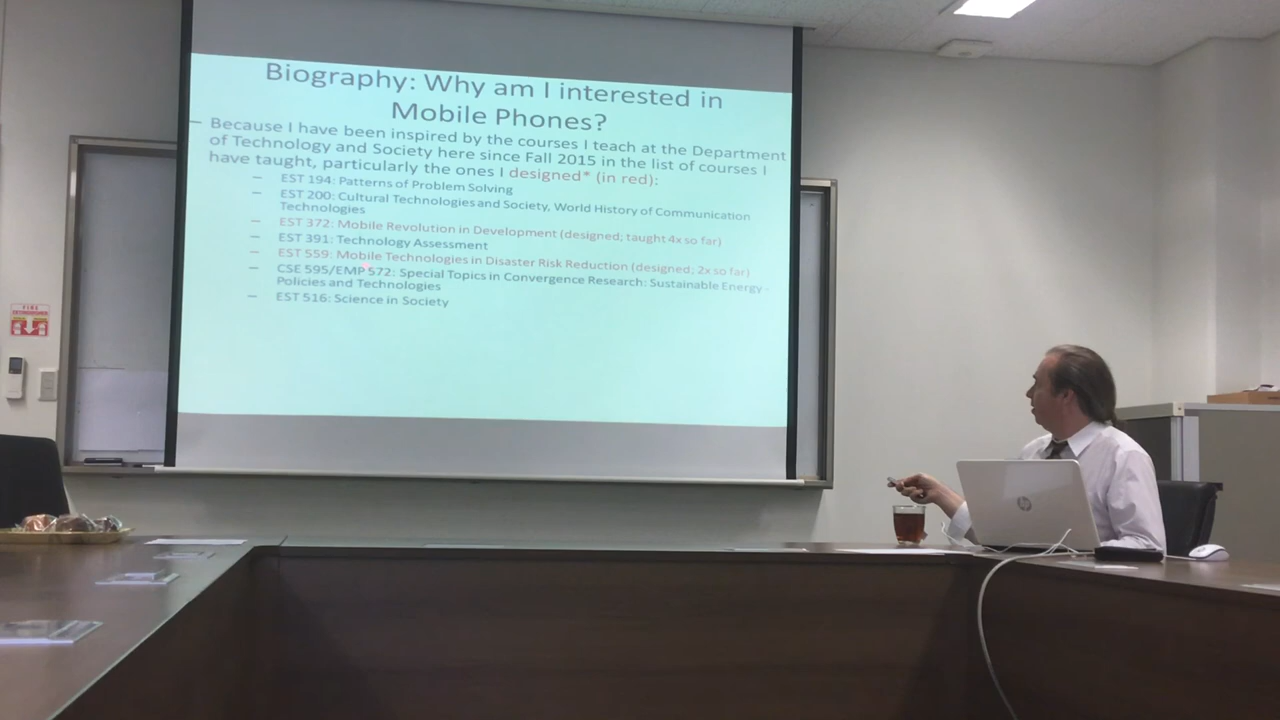 Biography: Why am I interested in
Mobile Phones?
– Because I have been inspired by the courses I teach at the Department
of Technology and Society here since Fall 2015 in the list of courses I
have taught, particularly the ones I designed* (in red):
– EST 194: Patterns of Problem Solving
– EST 200: Cultural Technologies and Society, World History of Communication
Technologies
– EST 372: Mobile Revolution in Development (designed; taught 4x so far)
– EST 391: Technology Assessment
– EST 559: Mobile Technologies in Disaster Risk Reduction (designed; 2x so far)
– CSE 595/EMP 572: Special Topics in Convergence Research: Sustainable Energy -
Policies and Technologies
– EST 516: Science in Society
FIRE
EXTINGUISHER
hp